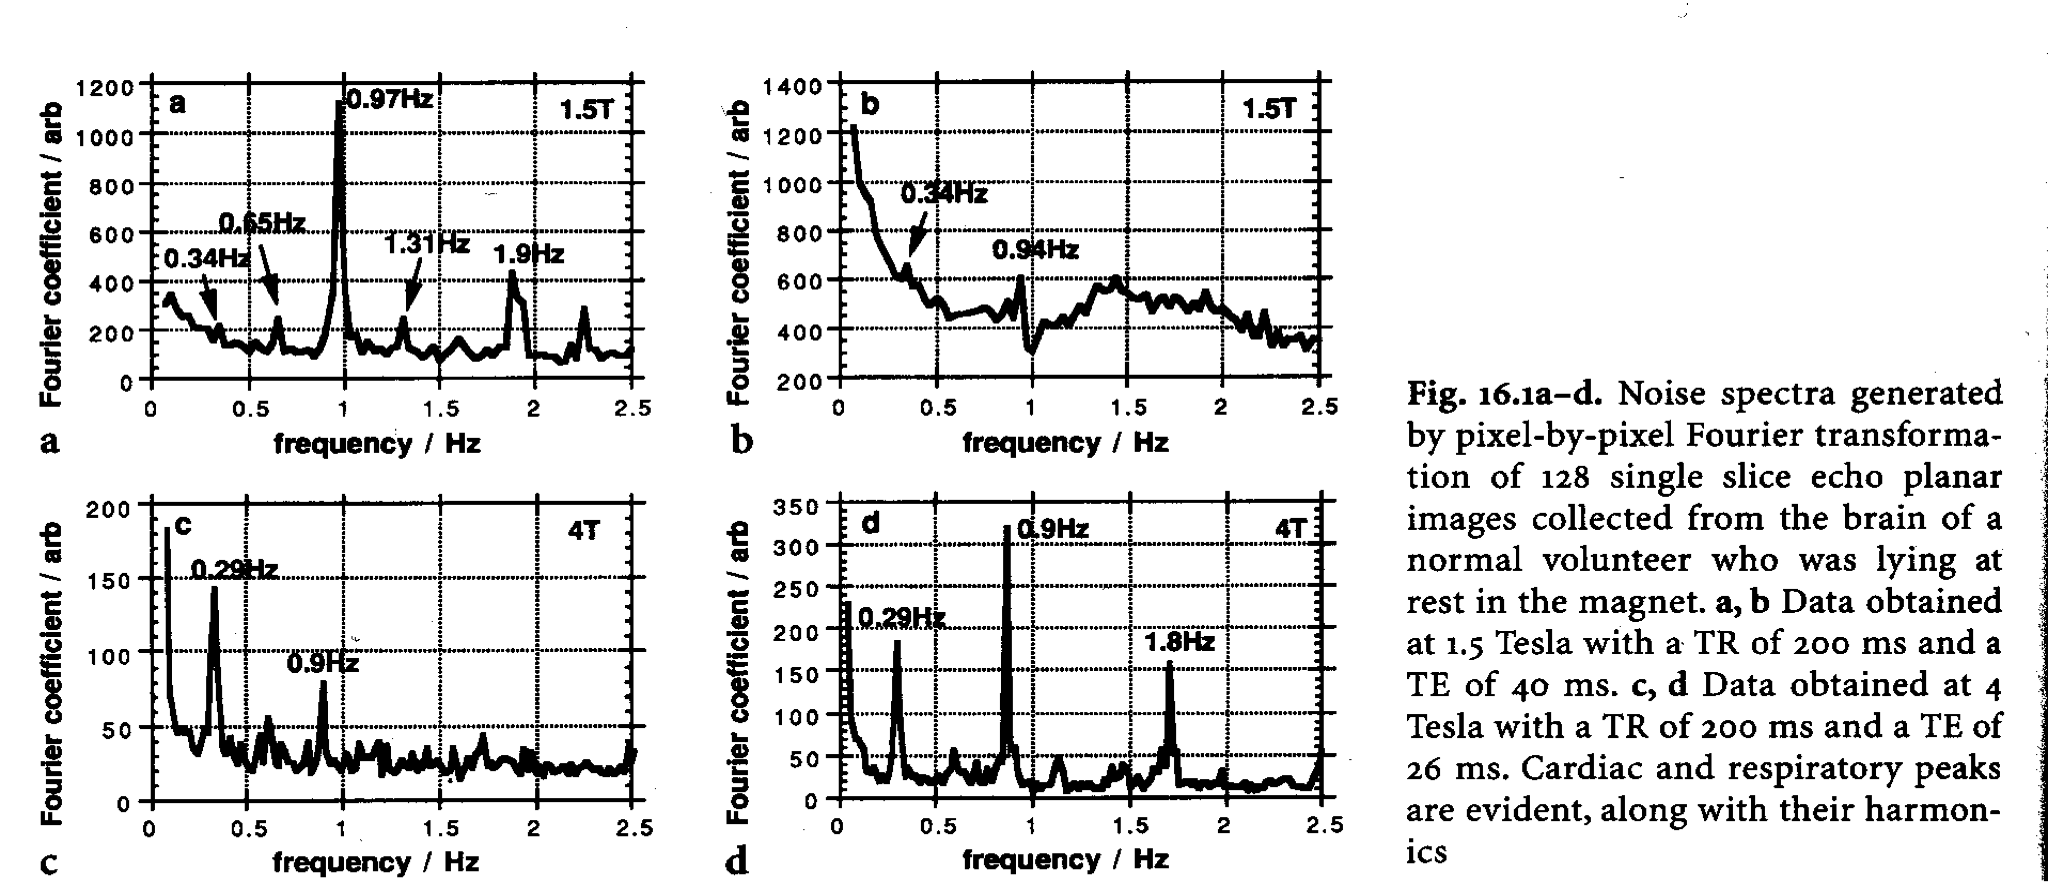 1200
1000
800
600
400
200
0
Fourier coefficient / arb
a
0.97Hz
1.5T
0.65Hz
0.34Hz
1.31Hz
1.9Hz
0 0.5 1 1.5 2 2.5
frequency / Hz
a
1400
1200
1000
800
600
400
200
Fourier coefficient / arb
b
1.5T
0.34Hz
0.94Hz
0 0.5 1 1.5 2 2.5
frequency / Hz
b
200
150
100
50
0
Fourier coefficient / arb
c
4T
0.29Hz
0.9Hz
0 0.5 1 1.5 2 2.5
frequency / Hz
c
350
300
250
200
150
100
50
0
Fourier coefficient / arb
d
0.9Hz
4T
0.29Hz
1.8Hz
0 0.5 1 1.5 2 2.5
frequency / Hz
d
Fig. 16.1a–d. Noise spectra generated
by pixel-by-pixel Fourier transforma-
tion of 128 single slice echo planar
images collected from the brain of a
normal volunteer who was lying at
rest in the magnet. a, b Data obtained
at 1.5 Tesla with a TR of 200 ms and a
TE of 40 ms. c, d Data obtained at 4
Tesla with a TR of 200 ms and a TE of
26 ms. Cardiac and respiratory peaks
are evident, along with their harmon-
ics